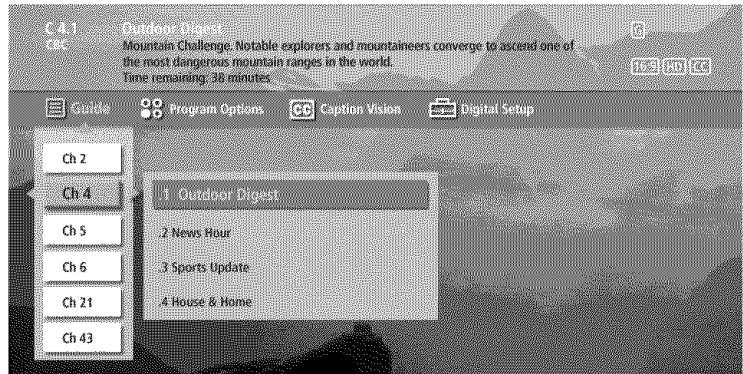 C 4.1 Outdoor Digest G
CBC Mountain Challenge. Notable explorers and mountaineers converge to ascend one of
the most dangerous mountain ranges in the world. 16:9 HD CC
Time remaining: 38 minutes
Guide Program Options CC Caption Vision Digital Setup
Ch 2
Ch 4 .1 Outdoor Digest
Ch 5 .2 News Hour
Ch 6 .3 Sports Update
Ch 21 .4 House & Home
Ch 43